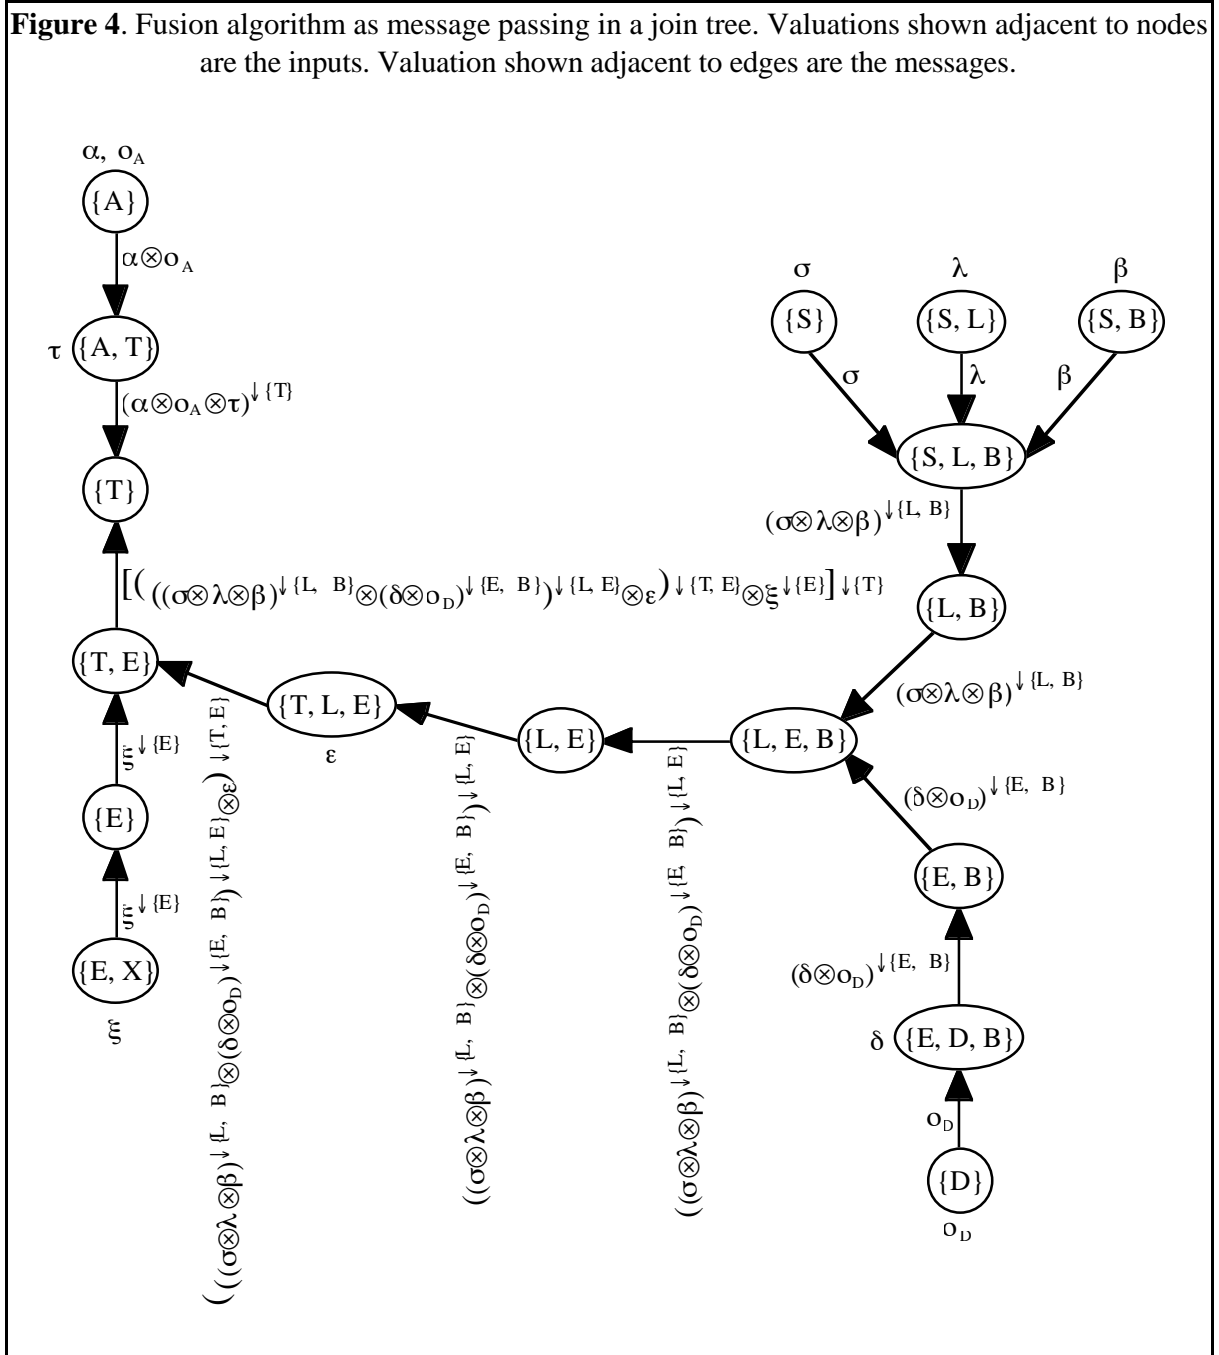 Figure 4. Fusion algorithm as message passing in a join tree. Valuations shown adjacent to nodes
are the inputs. Valuation shown adjacent to edges are the messages.
α, o_A
{A}
α⊗o_A
τ {A, T}
(α⊗o_A⊗τ)^↓{T}
{T}
[(((σ⊗λ⊗β)^↓{L, B}⊗(δ⊗o_D)^↓{E, B})^↓{L, E}⊗ε)^↓{T, E}⊗ξ^↓{E}]^↓{T}
{T, E}
ξ^↓{E}
{E}
ξ^↓{E}
{E, X}
ξ
(((σ⊗λ⊗β)^↓{L, B}⊗(δ⊗o_D)^↓{E, B})^↓{L, E}⊗ε)^↓{T, E}
{T, L, E}
ε
((σ⊗λ⊗β)^↓{L, B}⊗(δ⊗o_D)^↓{E, B})^↓{L, E}
{L, E}
((σ⊗λ⊗β)^↓{L, B}⊗(δ⊗o_D)^↓{E, B})^↓{L, E}
{L, E, B}
σ
{S}
σ
λ
{S, L}
λ
β
{S, B}
β
{S, L, B}
(σ⊗λ⊗β)^↓{L, B}
{L, B}
(σ⊗λ⊗β)^↓{L, B}
(δ⊗o_D)^↓{E, B}
{E, B}
(δ⊗o_D)^↓{E, B}
δ {E, D, B}
o_D
{D}
o_D